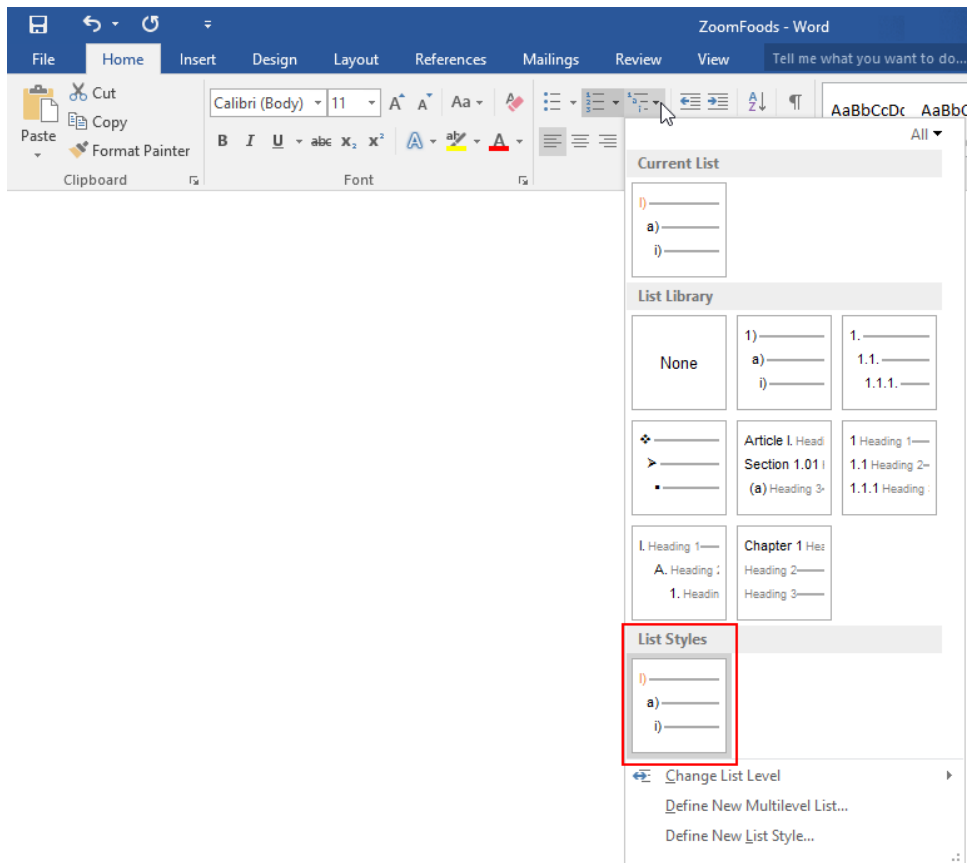 ZoomFoods - Word
File Home Insert Design Layout References Mailings Review View Tell me what you want to do...
Cut
Copy
Paste
Format Painter
Clipboard
Calibri (Body) 11 A A Aa
B I U abc x₂ x² A aby A
Font
AaBbCcDc AaBbC
All
Current List
I)
a)
i)
List Library
None
1)
a)
i)
1.
1.1.
1.1.1.
Article I. Head
Section 1.01
(a) Heading 3
1 Heading 1
1.1 Heading 2
1.1.1 Heading
I. Heading 1
A. Heading 2
1. Headin
Chapter 1 Hea
Heading 2
Heading 3
List Styles
I)
a)
i)
Change List Level
Define New Multilevel List...
Define New List Style...